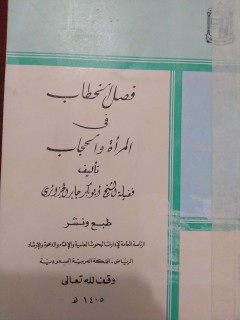 فصل الخطاب
في
المرأة والحجاب
تأليف
فضيلة الشيخ أبو بكر جابر الجزائري
طبع ونشر
الرئاسة العامة لإدارات البحوث العلمية والإفتاء والدعوة والإرشاد
الرياض - المملكة العربية السعودية
وقف لله تعالى
١٤٠٥ هـ